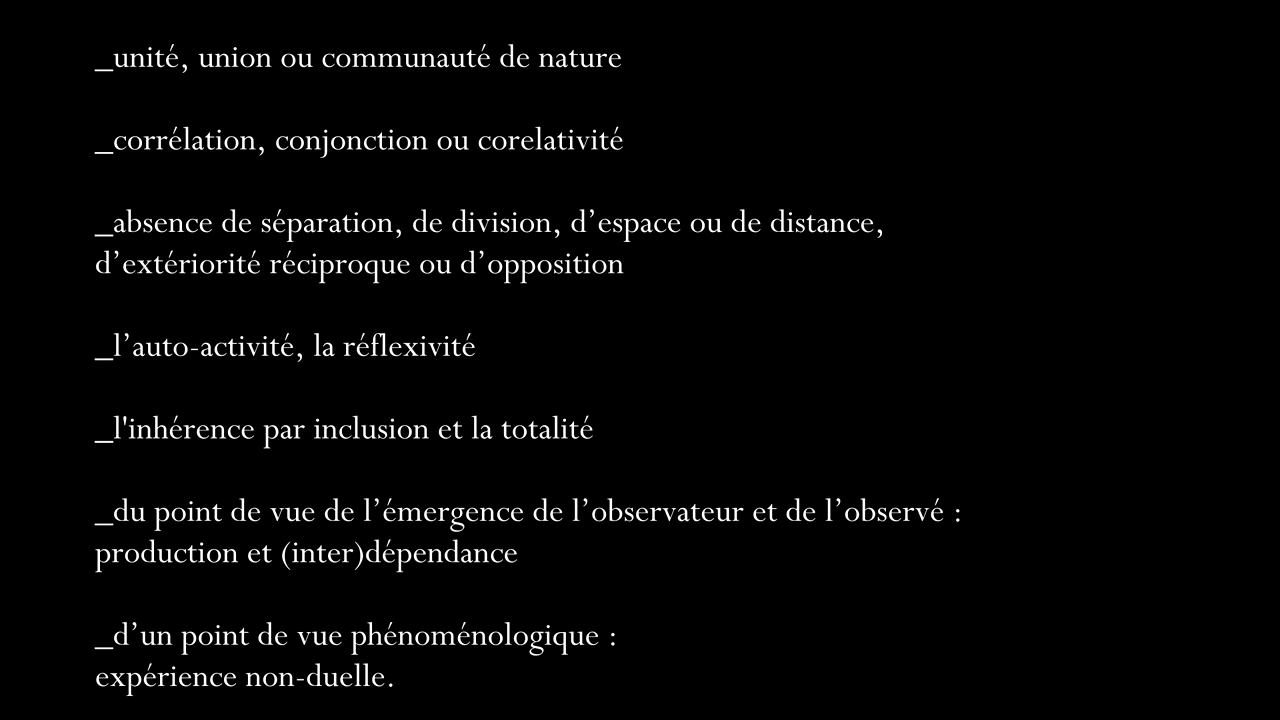 _unité, union ou communauté de nature
_corrélation, conjonction ou corelativité
_absence de séparation, de division, d’espace ou de distance,
d’extériorité réciproque ou d’opposition
_l’auto-activité, la réflexivité
_l'inhérence par inclusion et la totalité
_du point de vue de l’émergence de l’observateur et de l’observé :
production et (inter)dépendance
_d’un point de vue phénoménologique :
expérience non-duelle.